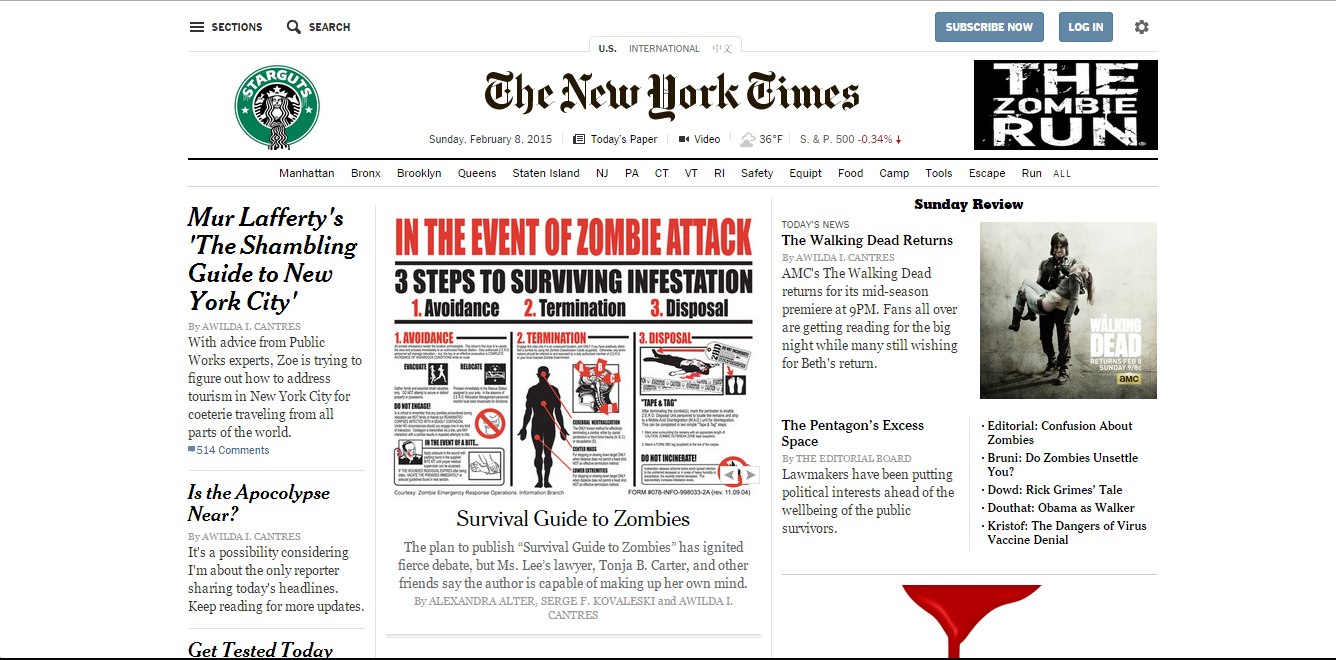 SECTIONS
SEARCH
SUBSCRIBE NOW
LOG IN
U.S.
INTERNATIONAL
中文
STARGUTS
The New York Times
THE
ZOMBIE
RUN
Sunday, February 8, 2015
Today's Paper
Video
36°F
S. & P. 500 -0.34%
Manhattan
Bronx
Brooklyn
Queens
Staten Island
NJ
PA
CT
VT
RI
Safety
Equipt
Food
Camp
Tools
Escape
Run
ALL
Mur Lafferty's
'The Shambling
Guide to New
York City'
By AWILDA I. CANTRES
With advice from Public
Works experts, Zoe is trying to
figure out how to address
tourism in New York City for
coeterie traveling from all
parts of the world.
514 Comments
Is the Apocolypse
Near?
By AWILDA I. CANTRES
It's a possibility considering
I'm about the only reporter
sharing today's headlines.
Keep reading for more updates.
Get Tested Today
IN THE EVENT OF ZOMBIE ATTACK
3 STEPS TO SURVIVING INFESTATION
1. Avoidance 2. Termination 3. Disposal
1. AVOIDANCE
EVACUATE
RELOCATE
DO NOT ENGAGE!
IN THE EVENT OF A BITE...
2. TERMINATION
CEREBRAL NEUTRALIZATION
CENTER MASS
LOWER EXTREMITIES
3. DISPOSAL
"TAPE & TAG"
DO NOT INCINERATE!
Courtesy: Zombie Emergency Response Operations: Information Branch
FORM #078-INFO-998033-2A (rev. 11.09.04)
Survival Guide to Zombies
The plan to publish “Survival Guide to Zombies” has ignited
fierce debate, but Ms. Lee’s lawyer, Tonja B. Carter, and other
friends say the author is capable of making up her own mind.
By ALEXANDRA ALTER, SERGE F. KOVALESKI and AWILDA I.
CANTRES
Sunday Review
TODAY'S NEWS
The Walking Dead Returns
By AWILDA I. CANTRES
AMC's The Walking Dead
returns for its mid-season
premiere at 9PM. Fans all over
are getting reading for the big
night while many still wishing
for Beth's return.
THE
WALKING
DEAD
RETURNS FEB 8
SUNDAY 9/8c
amc
The Pentagon’s Excess
Space
By THE EDITORIAL BOARD
Lawmakers have been putting
political interests ahead of the
wellbeing of the public
survivors.
· Editorial: Confusion About
Zombies
· Bruni: Do Zombies Unsettle
You?
· Dowd: Rick Grimes’ Tale
· Douthat: Obama as Walker
· Kristof: The Dangers of Virus
Vaccine Denial